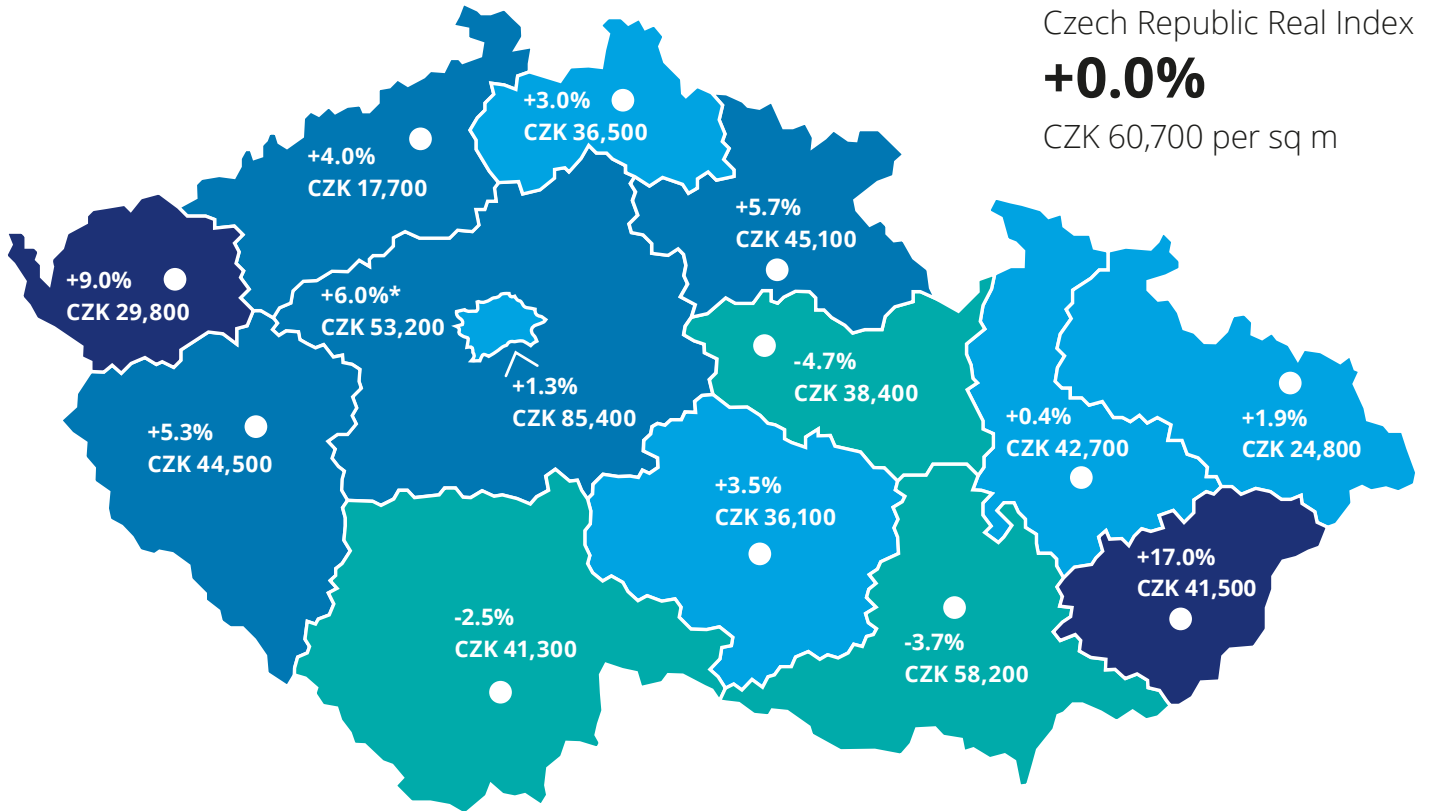 Czech Republic Real Index
+0.0%
CZK 60,700 per sq m
+3.0%
CZK 36,500
+4.0%
CZK 17,700
+5.7%
CZK 45,100
+9.0%
CZK 29,800
+6.0%*
CZK 53,200
+1.3%
CZK 85,400
-4.7%
CZK 38,400
+5.3%
CZK 44,500
+0.4%
CZK 42,700
+1.9%
CZK 24,800
+3.5%
CZK 36,100
+17.0%
CZK 41,500
-2.5%
CZK 41,300
-3.7%
CZK 58,200